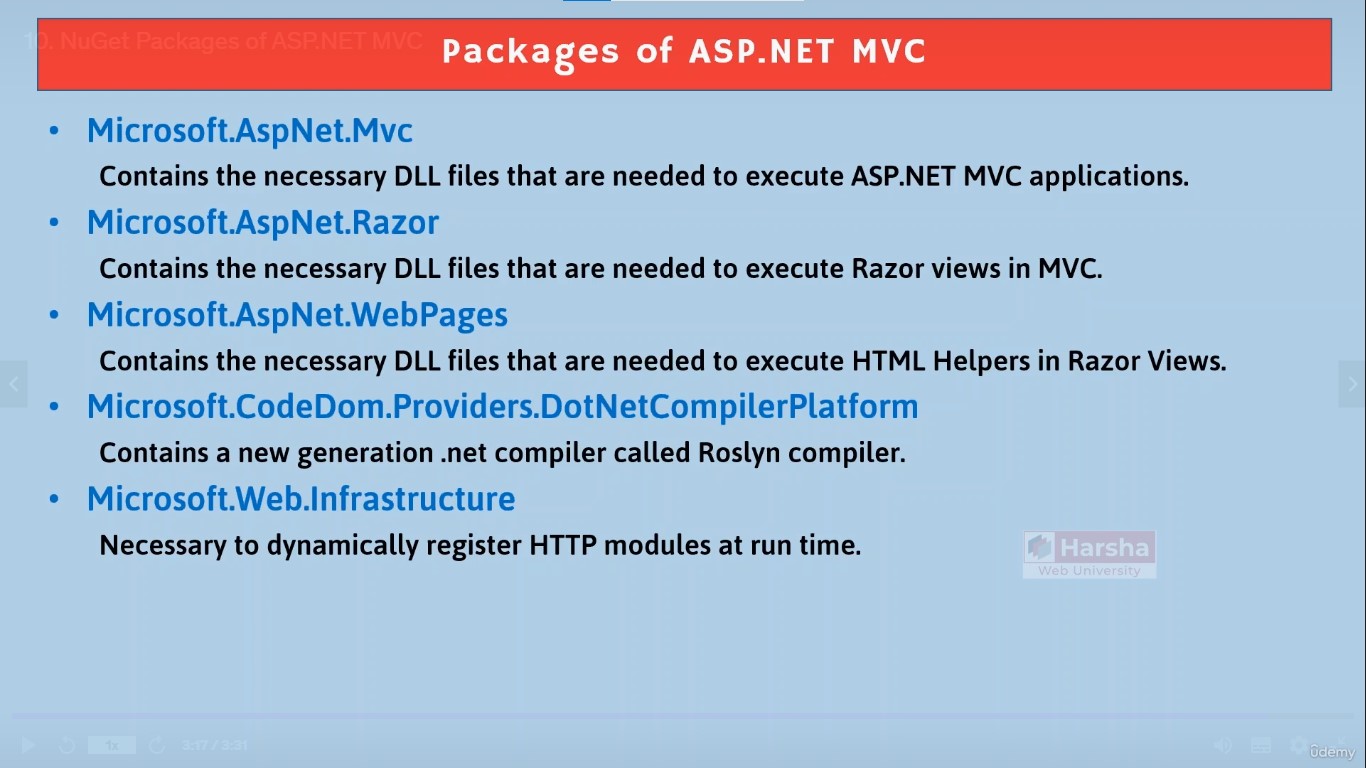 10. NuGet Packages of ASP.NET MVC
Packages of ASP.NET MVC
• Microsoft.AspNet.Mvc
Contains the necessary DLL files that are needed to execute ASP.NET MVC applications.
• Microsoft.AspNet.Razor
Contains the necessary DLL files that are needed to execute Razor views in MVC.
• Microsoft.AspNet.WebPages
Contains the necessary DLL files that are needed to execute HTML Helpers in Razor Views.
• Microsoft.CodeDom.Providers.DotNetCompilerPlatform
Contains a new generation .net compiler called Roslyn compiler.
• Microsoft.Web.Infrastructure
Necessary to dynamically register HTTP modules at run time.
Harsha
Web University
1x
3:17 / 3:31
ûdemy